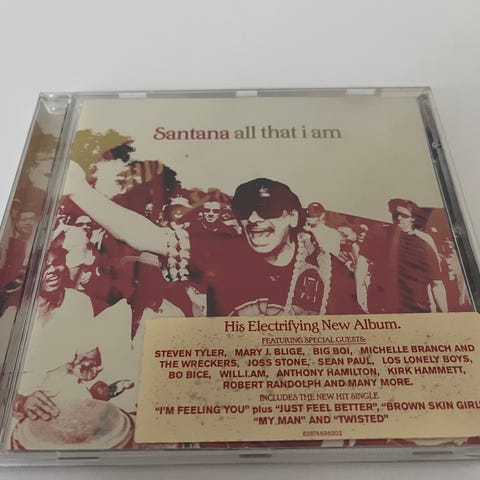 Santana all that i am
His Electrifying New Album.
FEATURING SPECIAL GUESTS:
STEVEN TYLER, MARY J. BLIGE, BIG BOI, MICHELLE BRANCH AND
THE WRECKERS, JOSS STONE, SEAN PAUL, LOS LONELY BOYS,
BO BICE, WILL.I.AM, ANTHONY HAMILTON, KIRK HAMMETT,
ROBERT RANDOLPH AND MANY MORE.
INCLUDES THE NEW HIT SINGLE
"I'M FEELING YOU" plus "JUST FEEL BETTER", "BROWN SKIN GIRL"
"MY MAN" AND "TWISTED"